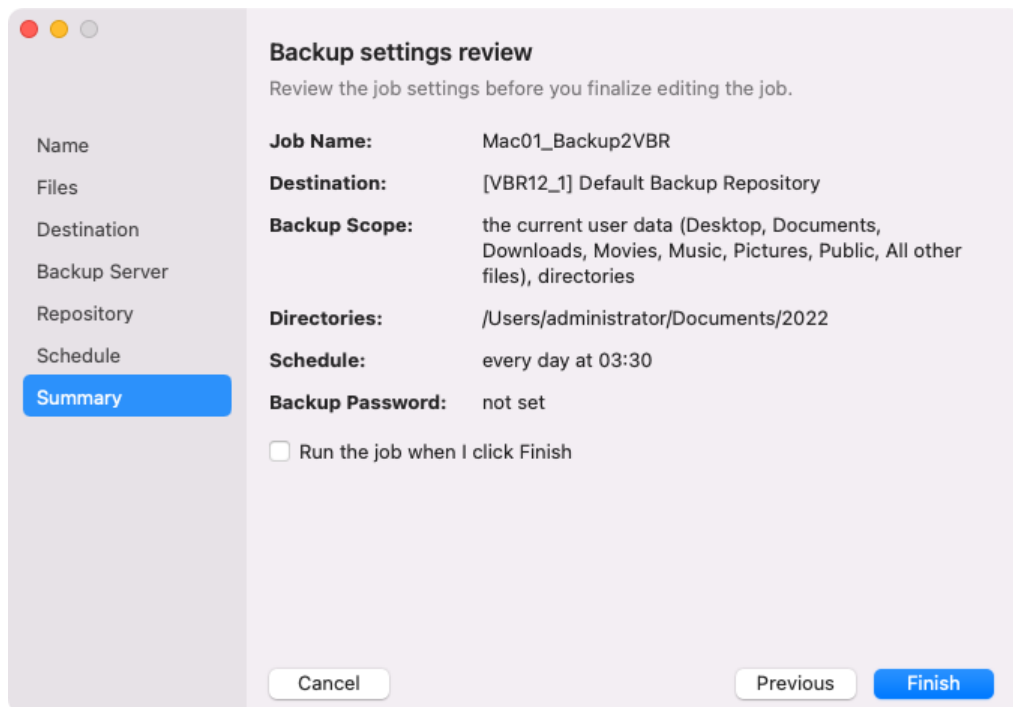 Name
Files
Destination
Backup Server
Repository
Schedule
Summary
Backup settings review
Review the job settings before you finalize editing the job.
Job Name: Mac01_Backup2VBR
Destination: [VBR12_1] Default Backup Repository
Backup Scope: the current user data (Desktop, Documents,
Downloads, Movies, Music, Pictures, Public, All other
files), directories
Directories: /Users/administrator/Documents/2022
Schedule: every day at 03:30
Backup Password: not set
Run the job when I click Finish
Cancel Previous Finish